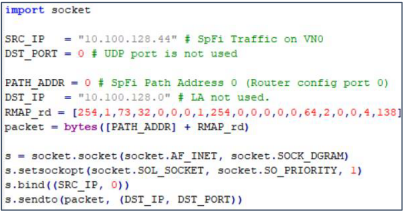 import socket
SRC_IP = "10.100.128.44" # SpFi Traffic on VN0
DST_PORT = 0 # UDP port is not used
PATH_ADDR = 0 # SpFi Path Address 0 (Router config port 0)
DST_IP = "10.100.128.0" # LA not used.
RMAP_rd = [254,1,73,32,0,0,0,1,254,0,0,0,0,0,64,2,0,0,4,138]
packet = bytes([PATH_ADDR] + RMAP_rd)
s = socket.socket(socket.AF_INET, socket.SOCK_DGRAM)
s.setsockopt(socket.SOL_SOCKET, socket.SO_PRIORITY, 1)
s.bind((SRC_IP, 0))
s.sendto(packet, (DST_IP, DST_PORT))